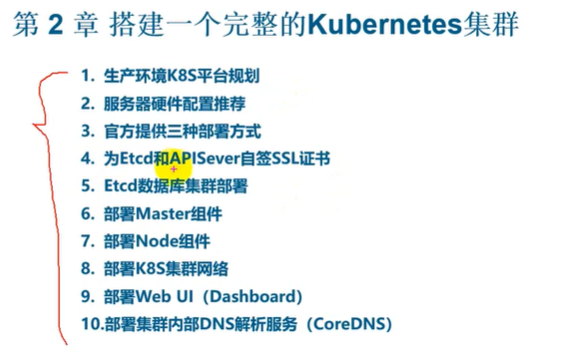 第 2 章 搭建一个完整的Kubernetes集群
1. 生产环境K8S平台规划
2. 服务器硬件配置推荐
3. 官方提供三种部署方式
4. 为Etcd和APISever自签SSL证书
5. Etcd数据库集群部署
6. 部署Master组件
7. 部署Node组件
8. 部署K8S集群网络
9. 部署Web UI（Dashboard）
10.部署集群内部DNS解析服务（CoreDNS）